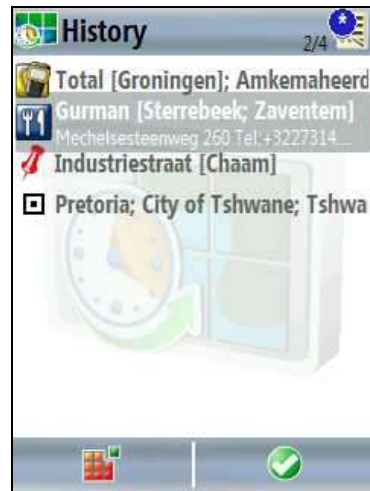 History
2/4
Total [Groningen]; Amkemaheerd
Gurman [Sterrebeek; Zaventem]
Mechelsesteenweg 260 Tel:+3227314...
Industriestraat [Chaam]
Pretoria; City of Tshwane; Tshwa